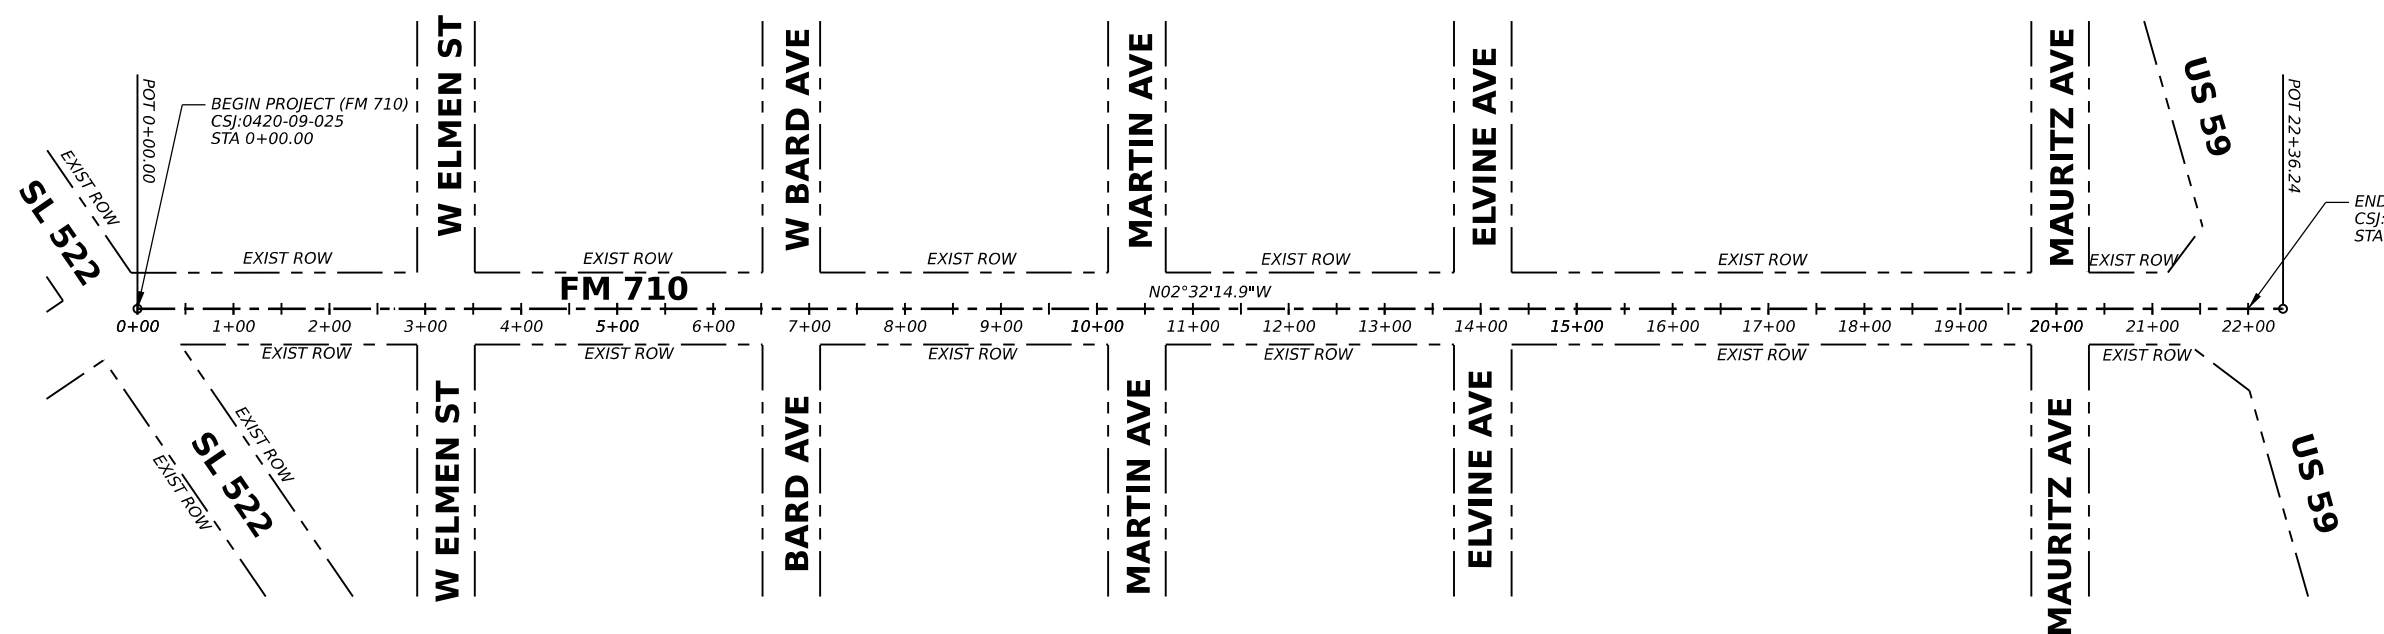 POT 0+00.00
BEGIN PROJECT (FM 710)
CSJ:0420-09-025
STA 0+00.00
W ELMEN ST
W BARD AVE
MARTIN AVE
ELVINE AVE
MAURITZ AVE
US 59
POT 22+36.24
END
CSJ:
STA
EXIST ROW
SL 522
EXIST ROW
EXIST ROW
EXIST ROW
EXIST ROW
EXIST ROW
EXIST ROW
FM 710
N02°32'14.9"W
0+00
1+00
2+00
3+00
4+00
5+00
6+00
7+00
8+00
9+00
10+00
11+00
12+00
13+00
14+00
15+00
16+00
17+00
18+00
19+00
20+00
21+00
22+00
EXIST ROW
EXIST ROW
EXIST ROW
EXIST ROW
EXIST ROW
EXIST ROW
EXIST ROW
SL 522
EXIST ROW
W ELMEN ST
BARD AVE
MARTIN AVE
ELVINE AVE
MAURITZ AVE
US 59